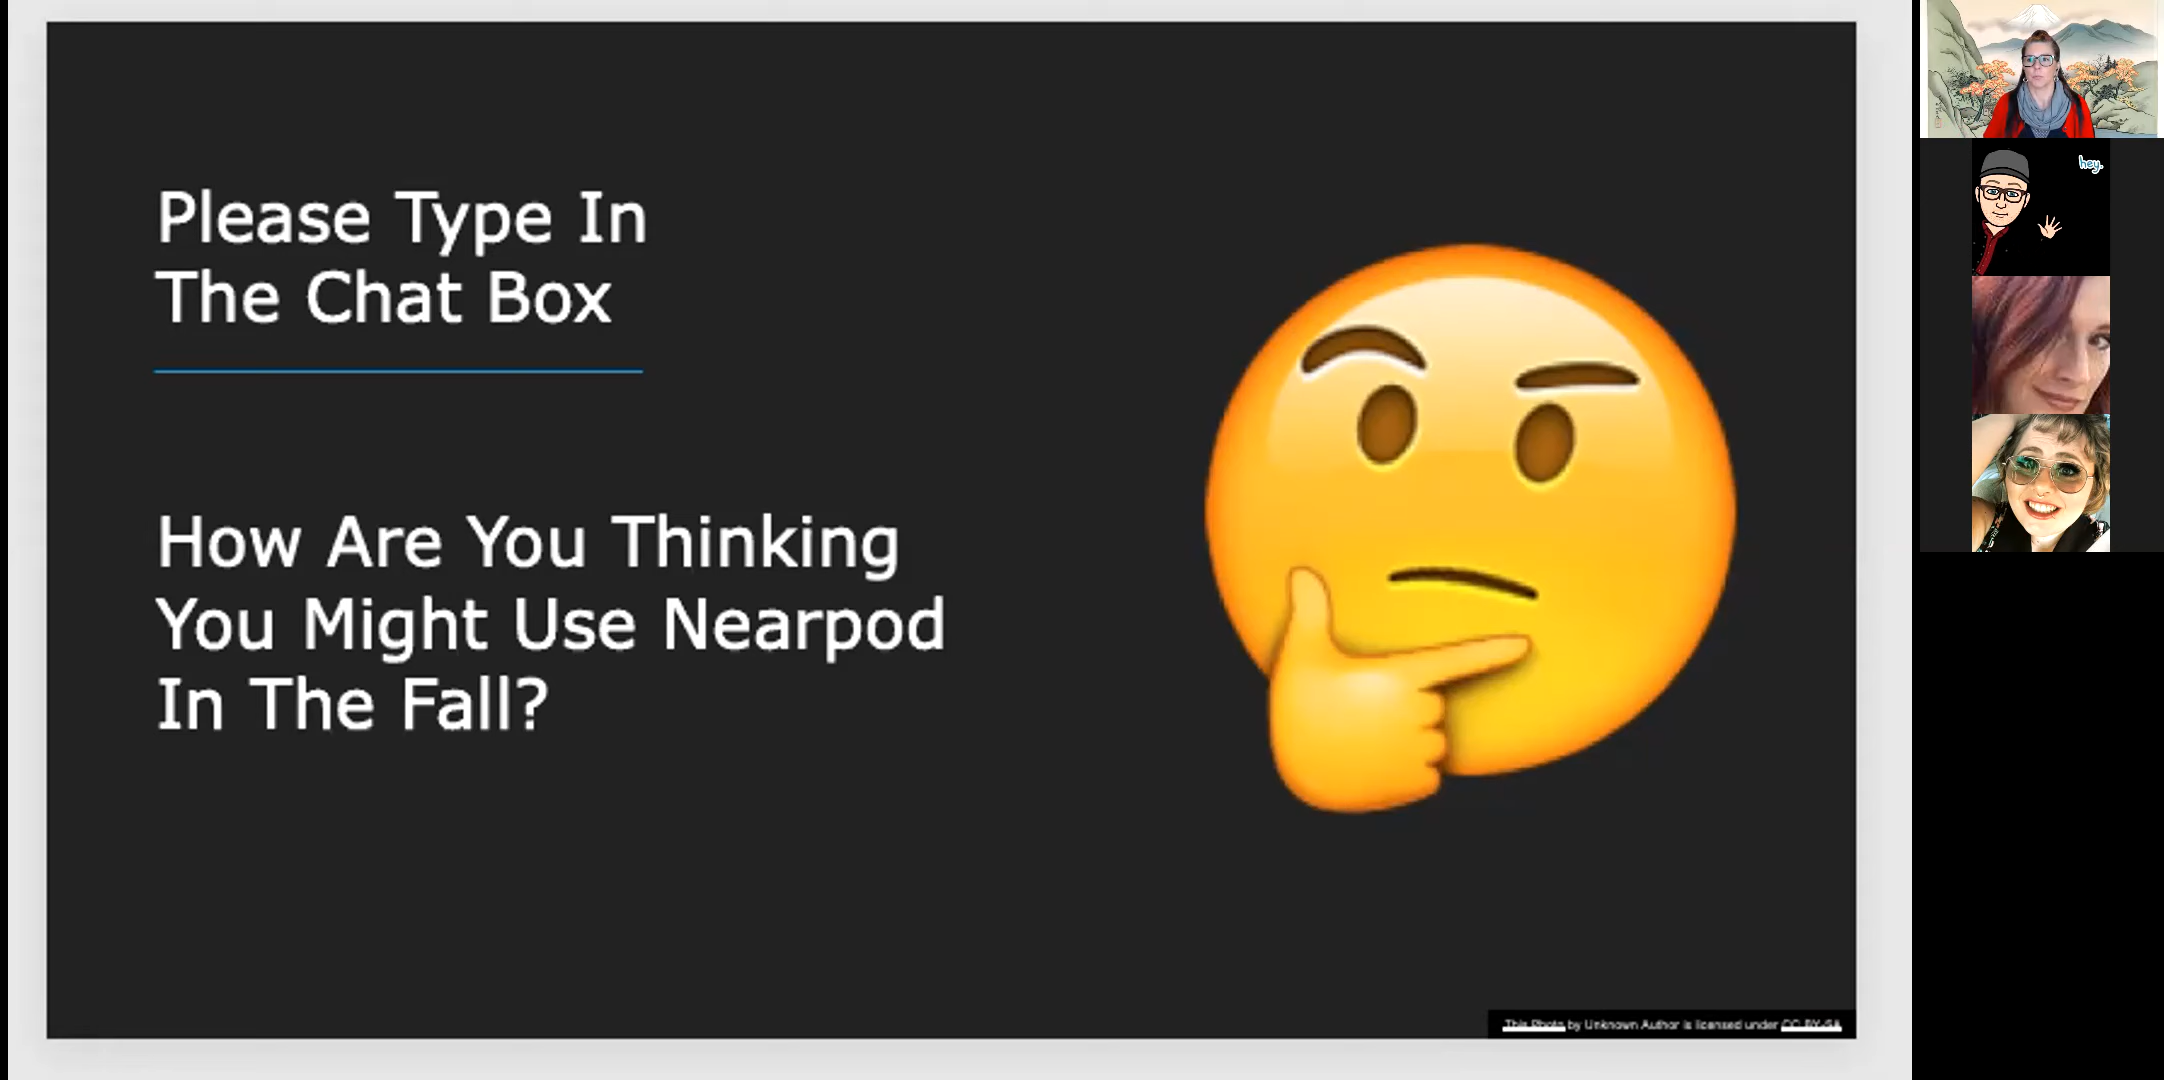 Please Type In
The Chat Box
How Are You Thinking
You Might Use Nearpod
In The Fall?
This Photo by Unknown Author is licensed under CC BY-SA
hey.